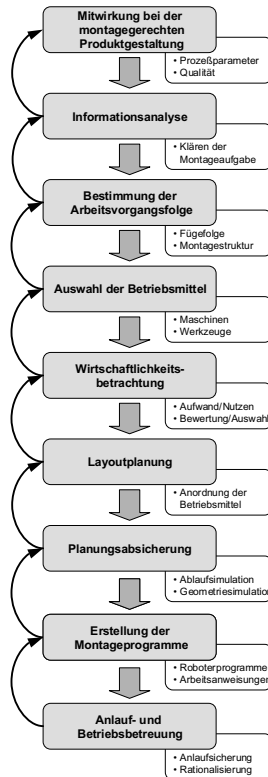 Mitwirkung bei der
montagegerechten
Produktgestaltung
• Prozeßparameter
• Qualität
Informationsanalyse
• Klären der
Montageaufgabe
Bestimmung der
Arbeitsvorgangsfolge
• Fügefolge
• Montagestruktur
Auswahl der Betriebsmittel
• Maschinen
• Werkzeuge
Wirtschaftlichkeits-
betrachtung
• Aufwand/Nutzen
• Bewertung/Auswahl
Layoutplanung
• Anordnung der
Betriebsmittel
Planungsabsicherung
• Ablaufsimulation
• Geometriesimulation
Erstellung der
Montageprogramme
• Roboterprogramme
• Arbeitsanweisungen
Anlauf- und
Betriebsbetreuung
• Anlaufsicherung
• Rationalisierung